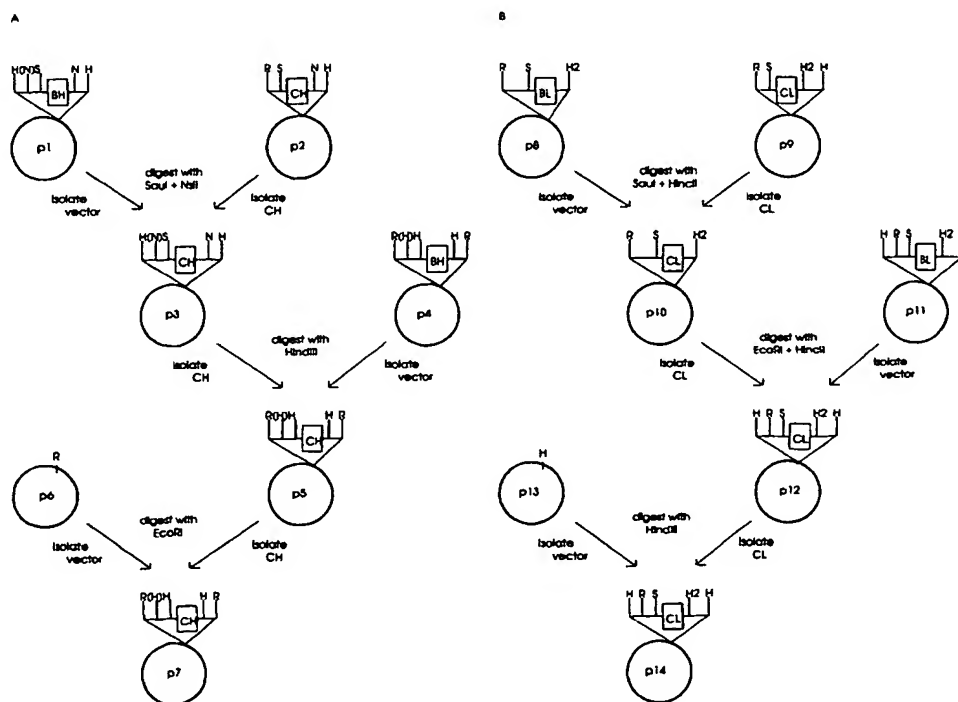 A
B
H(N)S N H
BH
p1
R S N H
CH
p2
digest with
SauI + NsiI
Isolate
vector
Isolate
CH
R S H2
BL
p8
R S H2 H
CL
p9
digest with
SauI + HincII
Isolate
vector
Isolate
CL
H(N)S N H
CH
p3
R(H)H H R
BH
p4
digest with
HindIII
Isolate
CH
Isolate
vector
R S H2
CL
p10
H R S H2
BL
p11
digest with
EcoRI + HincII
Isolate
CL
Isolate
vector
R
p6
R(H)H H R
CH
p5
digest with
EcoRI
Isolate
vector
Isolate
CH
H
p13
H R S H2 H
CL
p12
digest with
HindIII
Isolate
vector
Isolate
CL
R(H)H H R
CH
p7
H R S H2 H
CL
p14